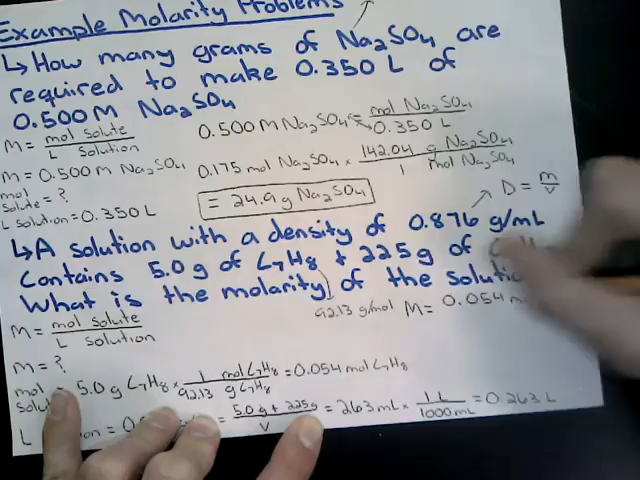 Example Molarity Problems
↳How many grams of Na₂SO₄ are
required to make 0.350 L of
0.500 M Na₂SO₄
M = mol solute / L solution
0.500 M Na₂SO₄ = mol Na₂SO₄ / 0.350 L
M = 0.500 M Na₂SO₄
0.175 mol Na₂SO₄ × 142.04 g Na₂SO₄ / 1 mol Na₂SO₄
mol solute = ?
L solution = 0.350 L
= 24.9 g Na₂SO₄
D = m/v
↳A solution with a density of 0.876 g/mL
Contains 5.0 g of C₇H₈ + 225 g of
What is the molarity of the
92.13 g/mol M = 0.054
M = mol solute / L solution
M = ?
mol = 5.0 g C₇H₈ × 1 mol C₇H₈ / 92.13 g C₇H₈ = 0.054 mol C₇H₈
L = 5.0 g + 225 g / V = 263 mL × 1 L / 1000 mL = 0.263 L